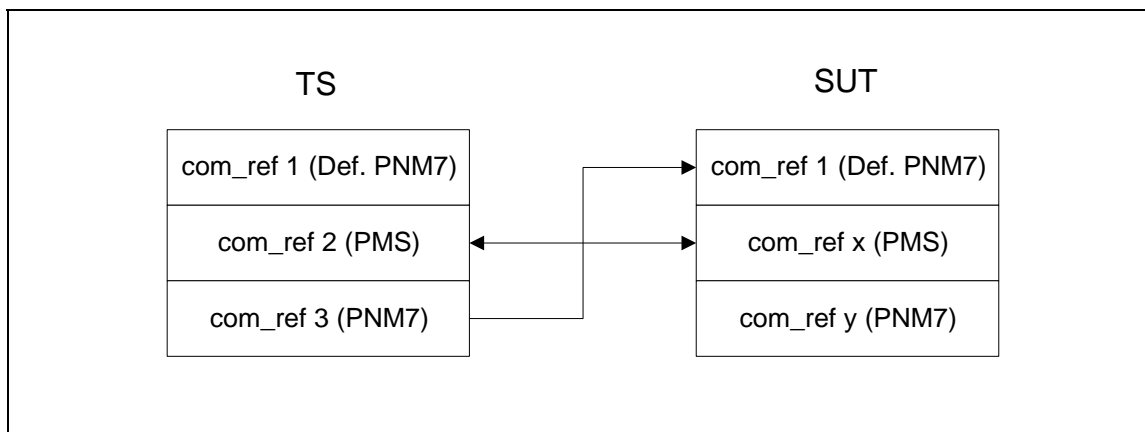 TS
SUT
com_ref 1 (Def. PNM7)
com_ref 1 (Def. PNM7)
com_ref 2 (PMS)
com_ref x (PMS)
com_ref 3 (PNM7)
com_ref y (PNM7)